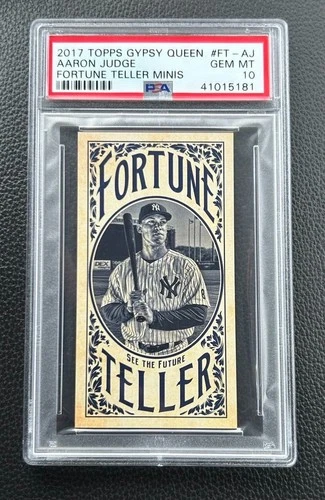 2017 TOPPS GYPSY QUEEN #FT-AJ
AARON JUDGE GEM MT
FORTUNE TELLER MINIS 10
PSA 41015181
FORTUNE
NY
NY
SEE THE FUTURE
TELLER